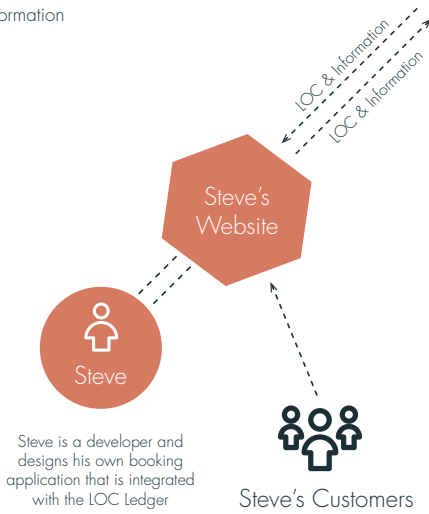 ormation
LOC & Information
LOC & Information
Steve's
Website
Steve
Steve is a developer and
designs his own booking
application that is integrated
with the LOC Ledger
Steve's Customers